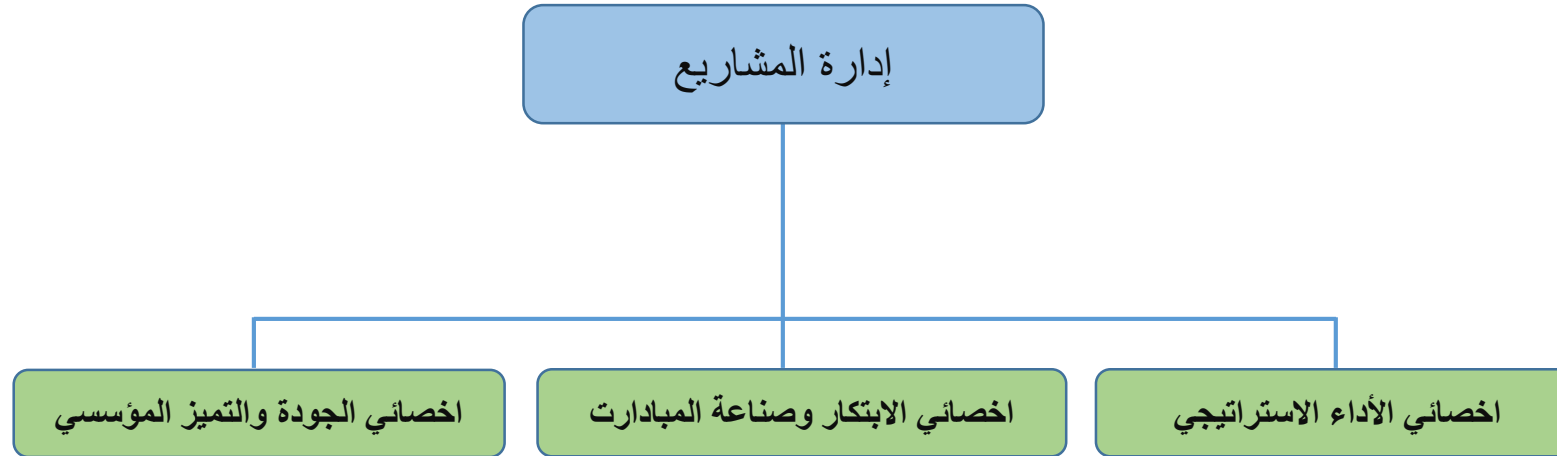 إدارة المشاريع
اخصائي الأداء الاستراتيجي
اخصائي الابتكار وصناعة المبادارت
اخصائي الجودة والتميز المؤسسي